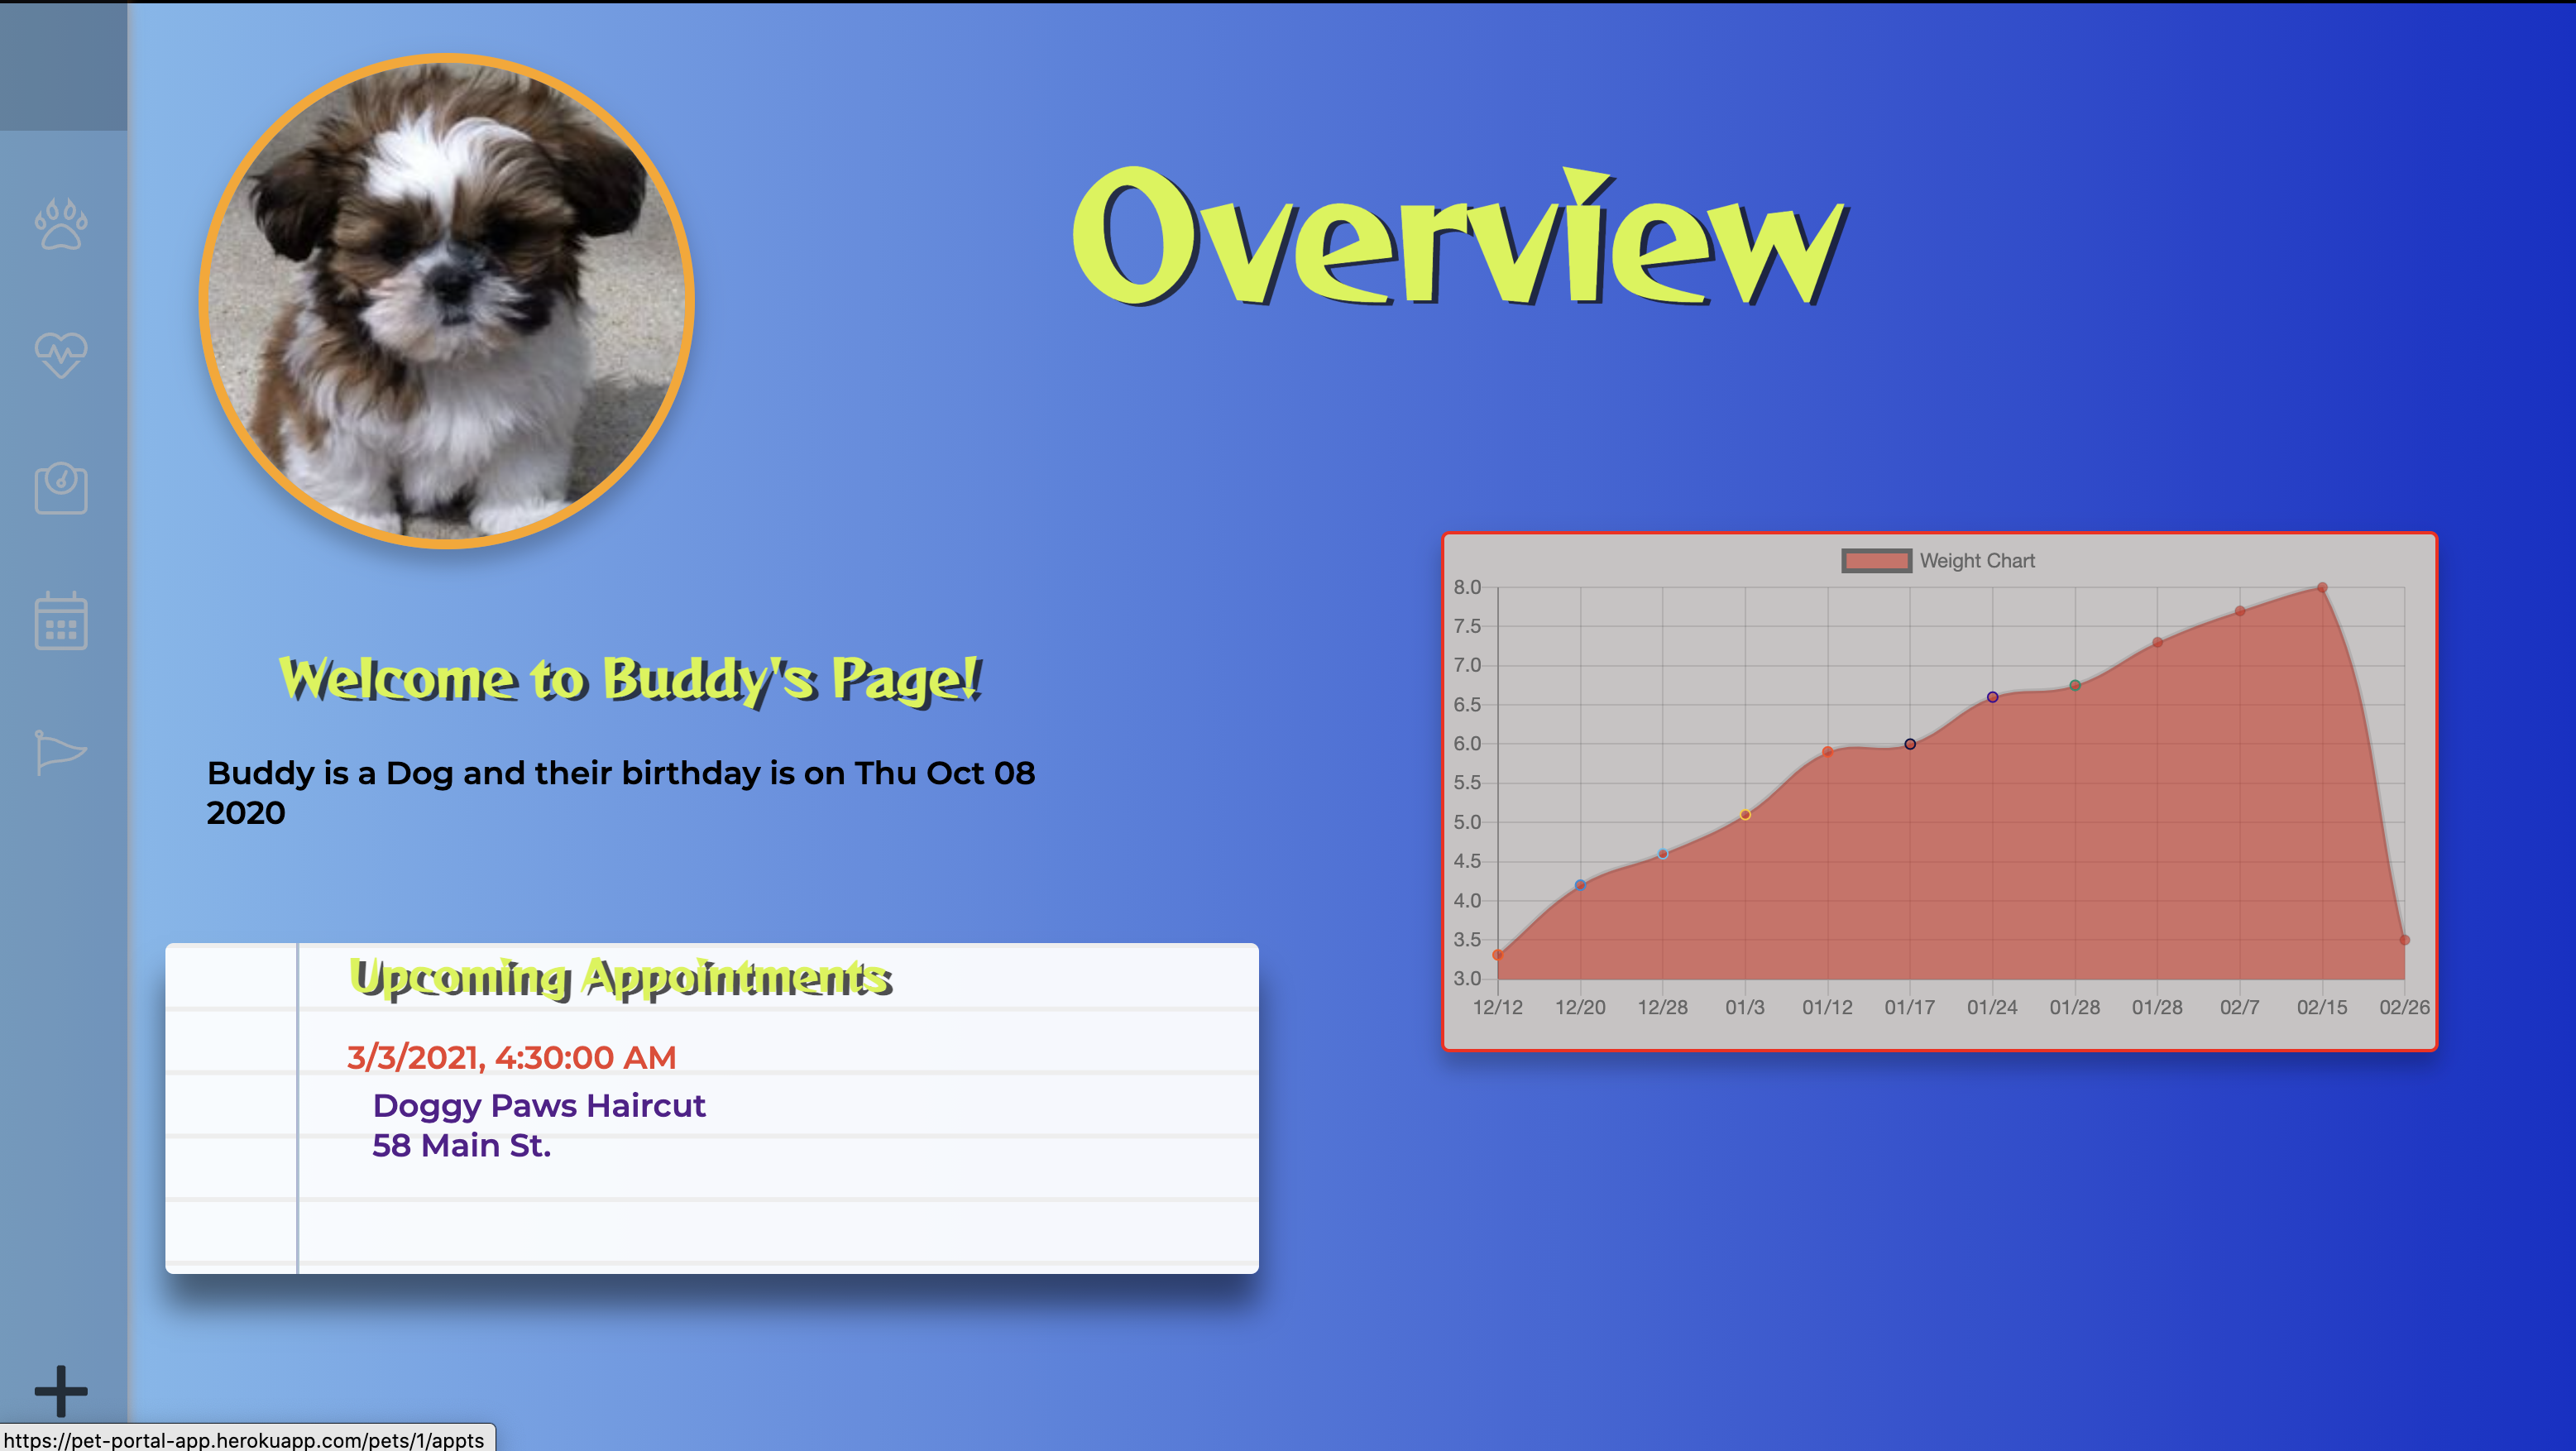 Overview
Welcome to Buddy's Page!
Buddy is a Dog and their birthday is on Thu Oct 08
2020
Upcoming Appointments
3/3/2021, 4:30:00 AM
Doggy Paws Haircut
58 Main St.
Weight Chart
8.0
7.5
7.0
6.5
6.0
5.5
5.0
4.5
4.0
3.5
3.0
12/12 12/20 12/28 01/3 01/12 01/17 01/24 01/28 01/28 02/7 02/15 02/26
https://pet-portal-app.herokuapp.com/pets/1/appts